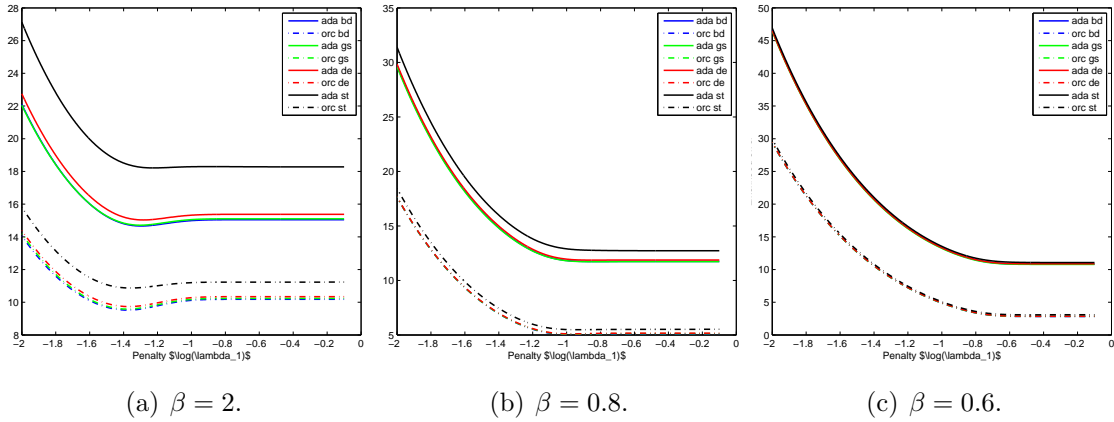 28
26
24
22
20
18
16
14
12
10
8
−2 −1.8 −1.6 −1.4 −1.2 −1 −0.8 −0.6 −0.4 −0.2 0
Penalty $\log(\lambda_1)$
ada bd
orc bd
ada gs
orc gs
ada de
orc de
ada st
orc st
(a) β = 2.
35
30
25
20
15
10
5
−2 −1.8 −1.6 −1.4 −1.2 −1 −0.8 −0.6 −0.4 −0.2 0
Penalty $\log(\lambda_1)$
ada bd
orc bd
ada gs
orc gs
ada de
orc de
ada st
orc st
(b) β = 0.8.
50
45
40
35
30
25
20
15
10
5
0
−2 −1.8 −1.6 −1.4 −1.2 −1 −0.8 −0.6 −0.4 −0.2 0
Penalty $\log(\lambda_1)$
ada bd
orc bd
ada gs
orc gs
ada de
orc de
ada st
orc st
(c) β = 0.6.